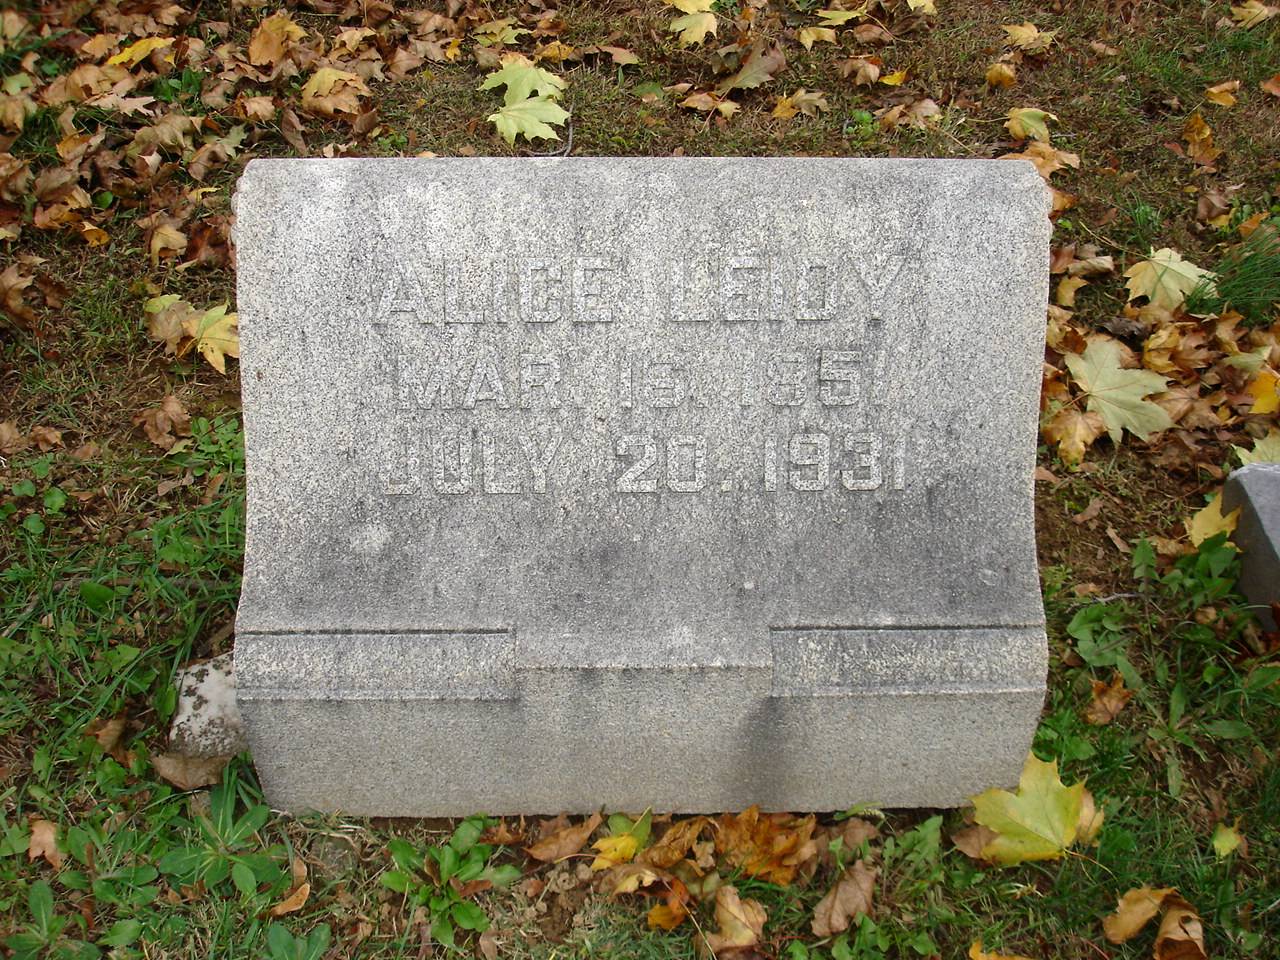 ALICE LEIDY
MAR. 15. 1851
JULY 20. 1931.